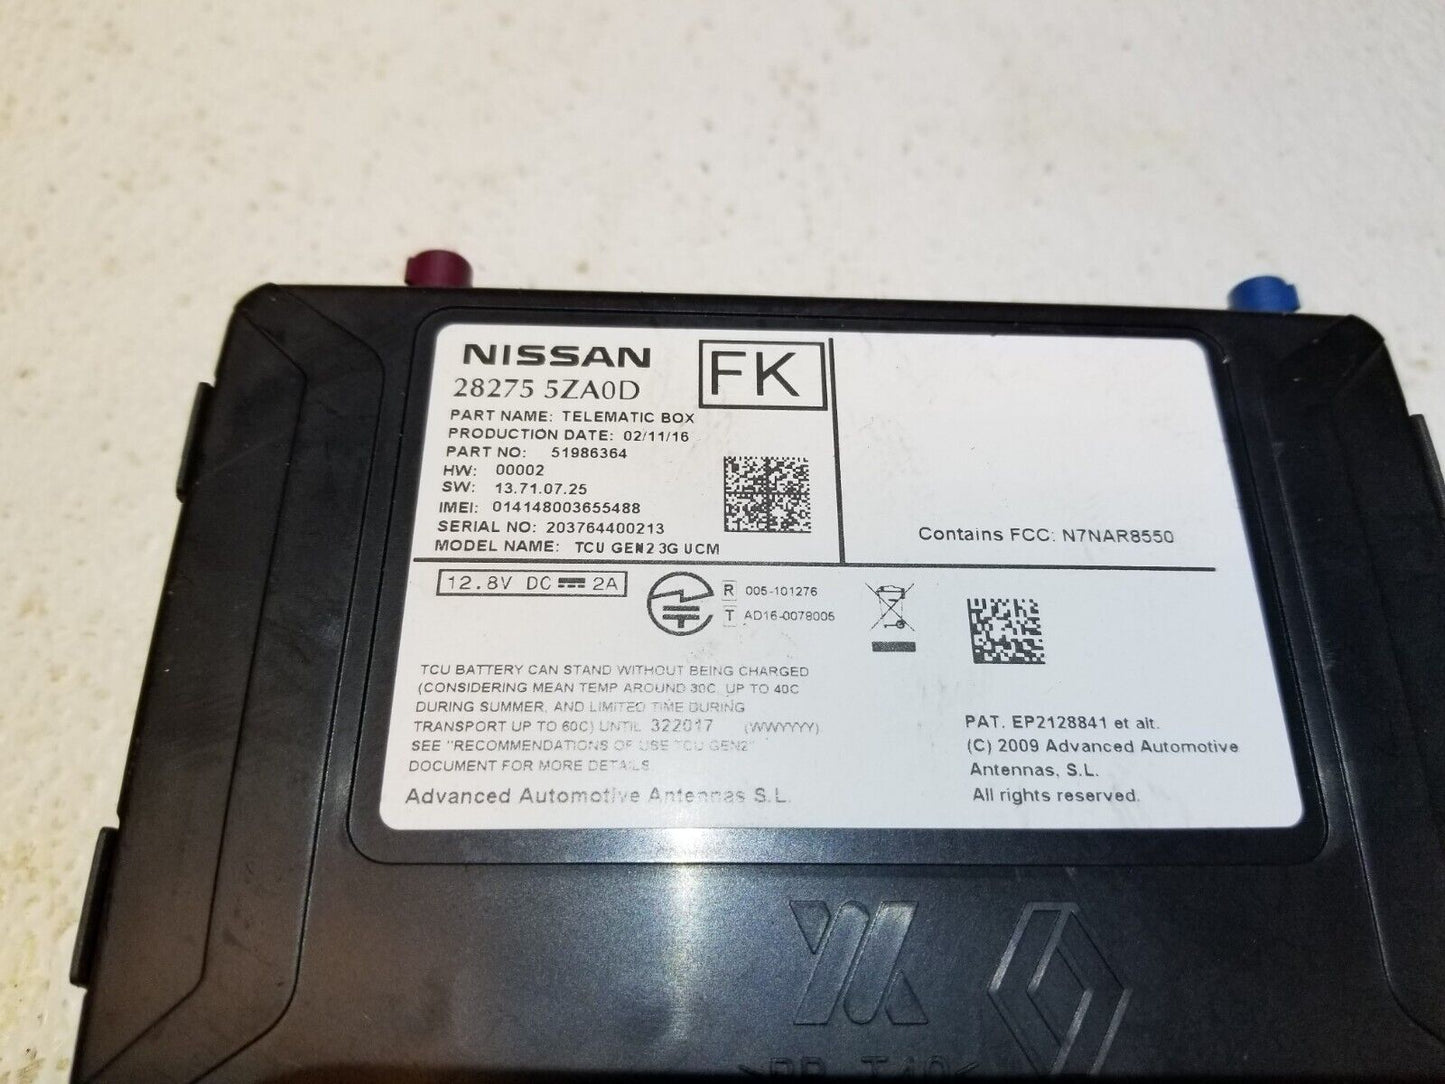 NISSAN
FK
28275 5ZA0D
PART NAME: TELEMATIC BOX
PRODUCTION DATE: 02/11/16
PART NO: 51986364
HW: 00002
SW: 13.71.07.25
IMEI: 014148003655488
SERIAL NO: 203764400213
MODEL NAME: TCU GEN2 3G UCM
Contains FCC: N7NAR8550
12.8V DC 2A
R 005-101276
T AD16-0078005
TCU BATTERY CAN STAND WITHOUT BEING CHARGED
(CONSIDERING MEAN TEMP AROUND 30C, UP TO 40C
DURING SUMMER, AND LIMITED TIME DURING
TRANSPORT UP TO 60C) UNTIL 322017 (WWYYYY)
SEE "RECOMMENDATIONS OF USE TCU GEN2"
DOCUMENT FOR MORE DETAILS
Advanced Automotive Antennas S.L.
PAT. EP2128841 et alt.
(C) 2009 Advanced Automotive
Antennas, S.L.
All rights reserved.